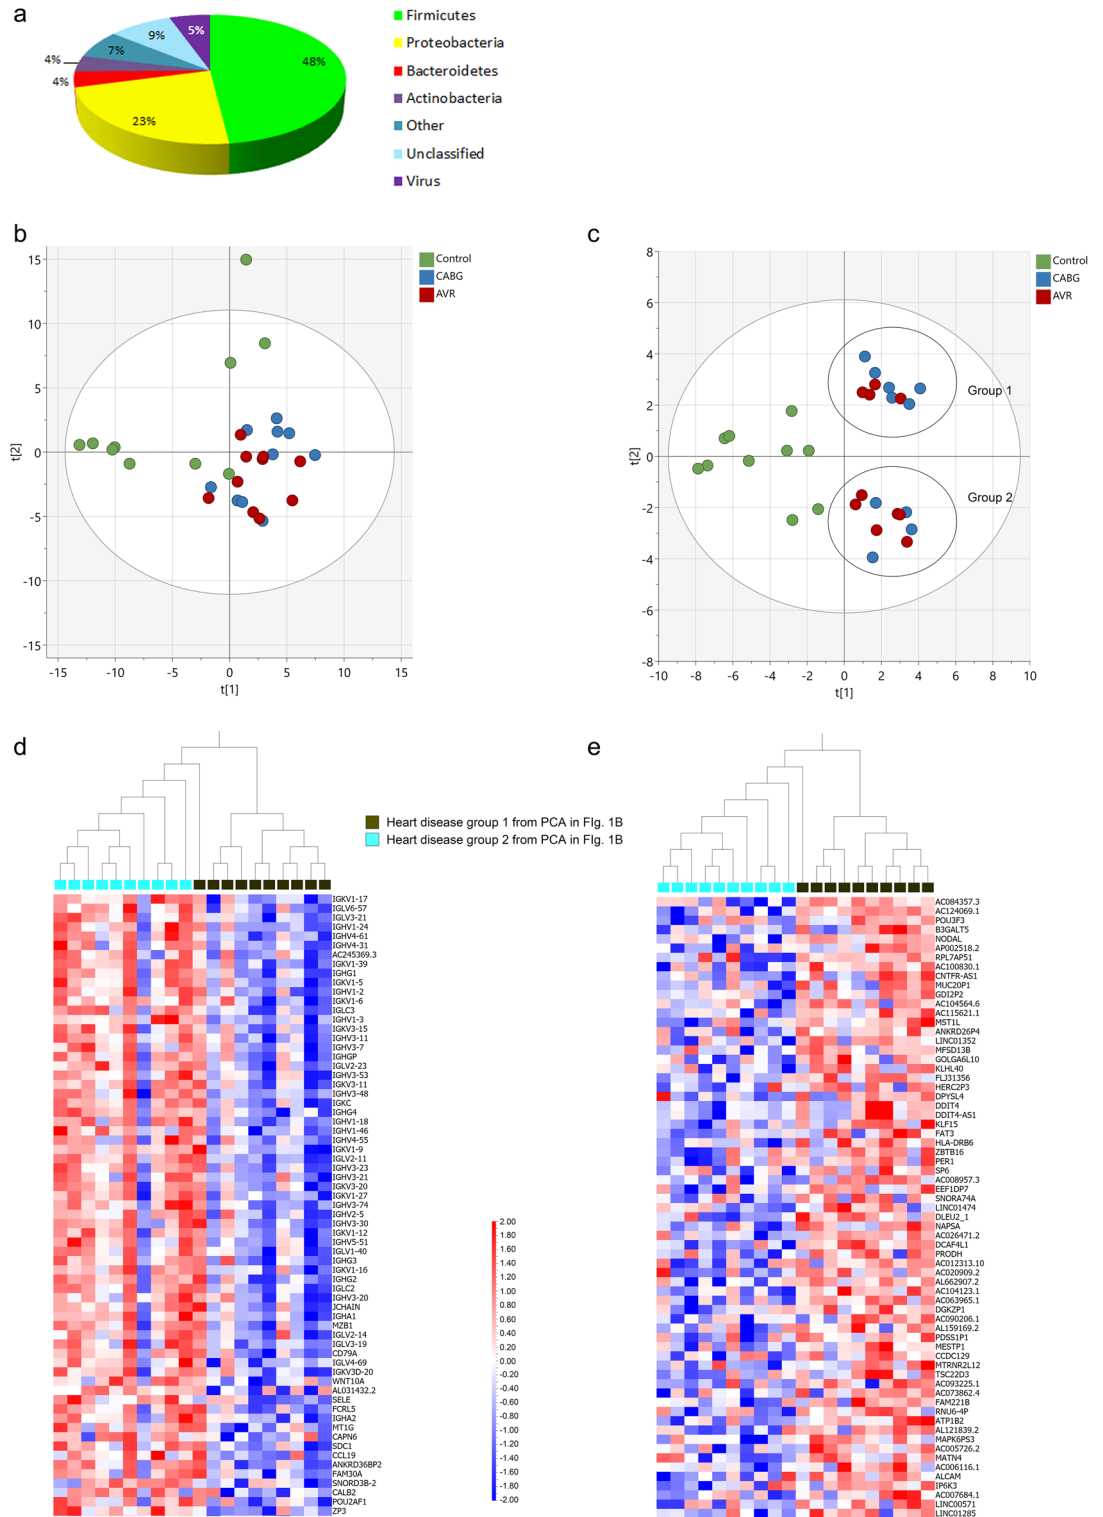 a
5%
9%
7%
4%
4%
23%
48%
Firmicutes
Proteobacteria
Bacteroidetes
Actinobacteria
Other
Unclassified
Virus
b
15
10
5
0
-5
-10
-15
t[2]
-15
-10
-5
0
5
10
15
t[1]
Control
CABG
AVR
c
8
6
4
2
0
-2
-4
-6
-8
t[2]
-10
-8
-6
-4
-2
0
2
4
6
8
10
t[1]
Group 1
Group 2
Control
CABG
AVR
d
Heart disease group 1 from PCA in FIg. 1B
Heart disease group 2 from PCA in FIg. 1B
IGKV1-17
IGLV6-57
IGLV3-21
IGHV1-24
IGHV4-61
IGHV4-31
AC245369.3
IGKV1-39
IGHG1
IGKV1-5
IGHV1-2
IGKV1-6
IGLC3
IGHV1-3
IGKV3-15
IGHV3-11
IGHV3-7
IGHGP
IGLV2-23
IGHV3-53
IGKV3-11
IGHV3-48
IGKC
IGHG4
IGHV1-18
IGHV1-46
IGHV4-55
IGKV1-9
IGLV2-11
IGHV3-23
IGHV3-21
IGKV3-20
IGKV1-27
IGHV3-74
IGHV2-5
IGHV3-30
IGKV1-12
IGHV5-51
IGLV1-40
IGHG3
IGKV1-16
IGHG2
IGLC2
IGHV3-20
JCHAIN
IGHA1
MZB1
IGLV2-14
IGLV3-19
CD79A
IGLV4-69
IGKV3D-20
WNT10A
AL031432.2
SELE
FCRL5
IGHA2
MT1G
CAPN6
SDC1
CCL19
ANKRD36BP2
FAM30A
SNORD3B-2
CALB2
POU2AF1
ZP3
2.00
1.80
1.60
1.40
1.20
1.00
0.80
0.60
0.40
0.20
0.00
-0.20
-0.40
-0.60
-0.80
-1.00
-1.20
-1.40
-1.60
-1.80
-2.00
e
AC084357.3
AC124069.1
POU3F3
B3GALT5
NODAL
AP002518.2
RPL7AP51
AC100830.1
CNTFR-AS1
MUC20P1
GDI2P2
AC104564.6
AC115621.1
MST1L
ANKRD26P4
LINC01352
MFSD13B
GOLGA6L10
KLHL40
FLJ31356
HERC2P3
DPYSL4
DDIT4
DDIT4-AS1
KLF15
FAT3
HLA-DRB6
ZBTB16
PER1
SP6
AC008957.3
EEF1DP7
SNORA74A
LINC01474
DLEU2_1
NAPSA
AC026471.2
DCAF4L1
PRODH
AC012313.10
AC020909.2
AL662907.2
AC104123.1
AC063965.1
DGKZP1
AC090206.1
AL159169.2
PDSS1P1
MESTP1
CCDC129
MTRNR2L12
TSC22D3
AC093225.1
AC073862.4
FAM221B
RNU6-4P
ATP1B2
AL121839.2
MAPK6PS3
AC005726.2
MATN4
AC006116.1
ALCAM
IP6K3
AC007684.1
LINC00571
LINC01285